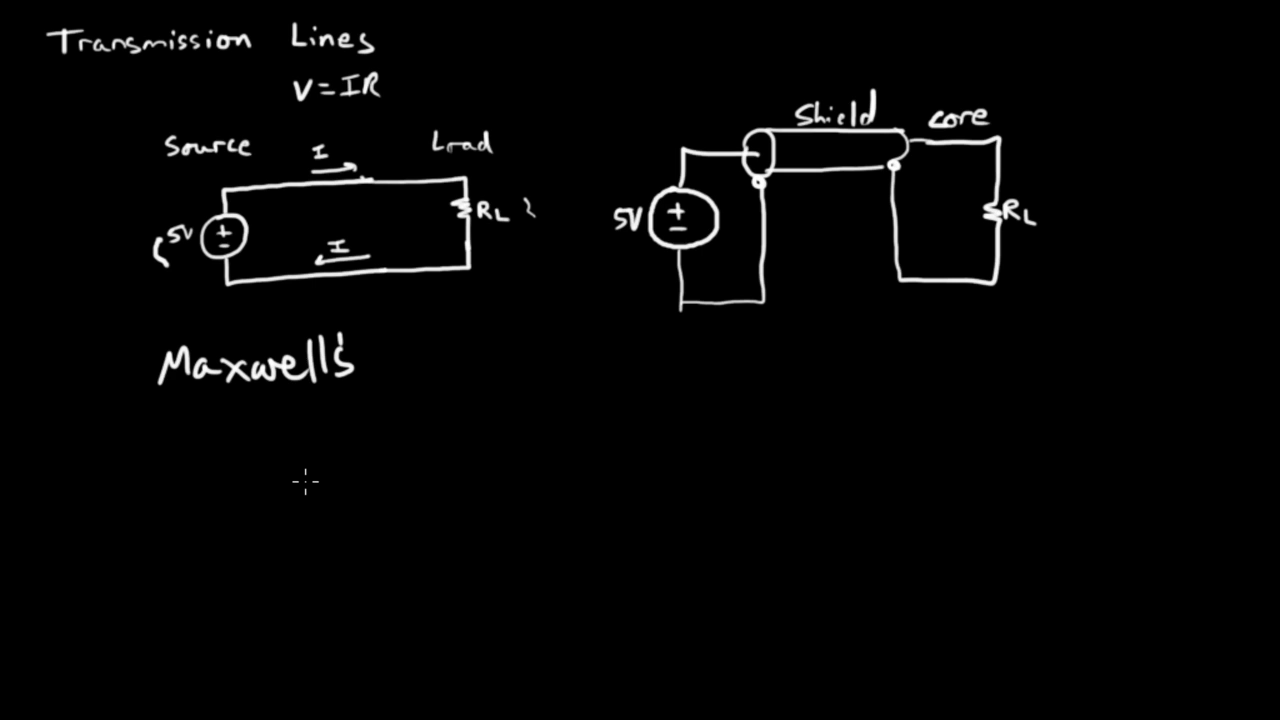 Transmission Lines
V=IR
Source
I
Load
5V
+
-
RL
I
Shield
core
5V
+
-
RL
Maxwell's